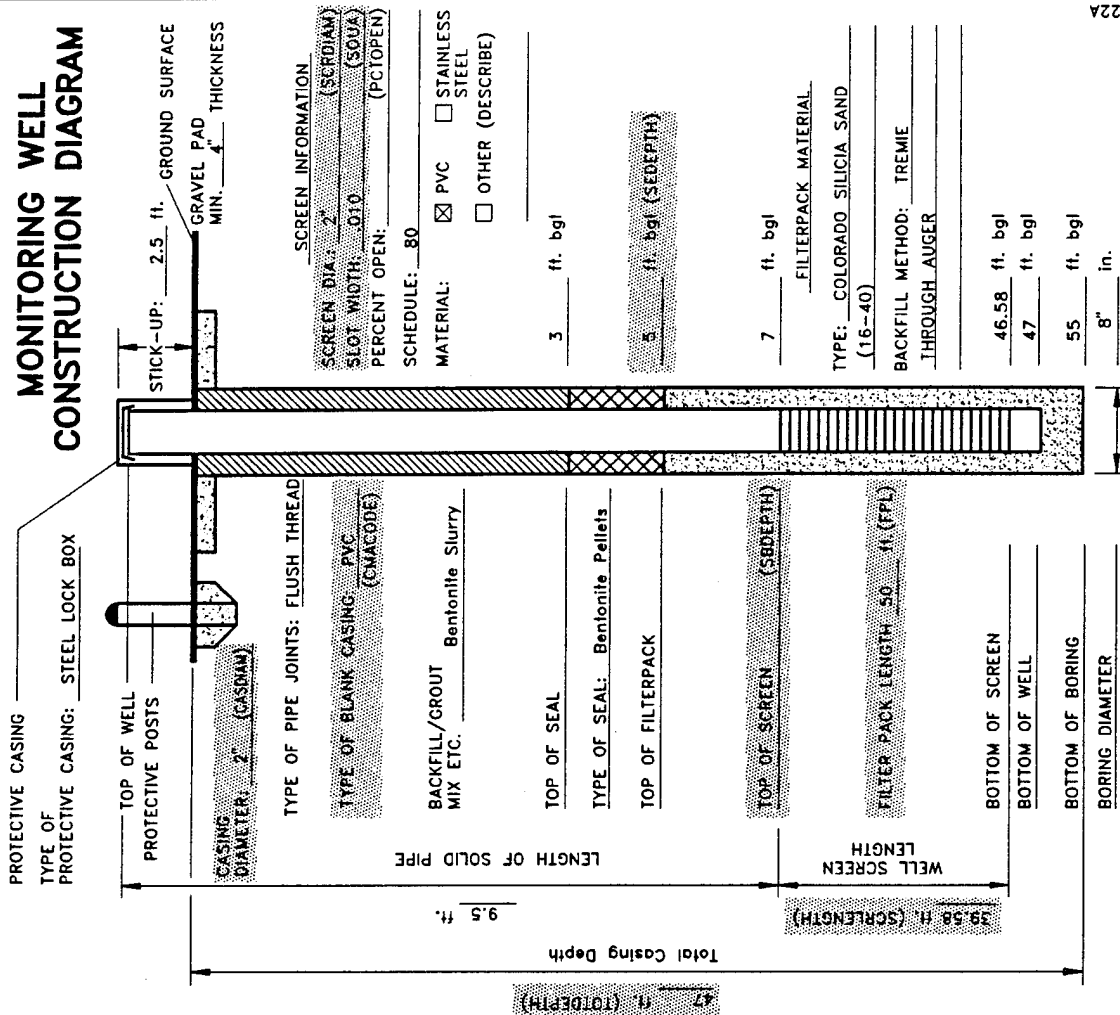 MONITORING WELL
CONSTRUCTION DIAGRAM
PROTECTIVE CASING
TYPE OF
PROTECTIVE CASING: STEEL LOCK BOX
TOP OF WELL
PROTECTIVE POSTS
STICK-UP: 2.5 ft.
GROUND SURFACE
GRAVEL PAD
MIN. 4" THICKNESS
CASING
DIAMETER: 2" (CASDIAM)
TYPE OF PIPE JOINTS: FLUSH THREAD
TYPE OF BLANK CASING: PVC
(CMACODE)
BACKFILL/GROUT
MIX ETC. Bentonite Slurry
SCREEN INFORMATION
SCREEN DIA.: 2" (SCRDIAM)
SLOT WIDTH: .010 (SOUA)
PERCENT OPEN: (PCTOPEN)
SCHEDULE: 80
MATERIAL: ☒ PVC ☐ STAINLESS
STEEL
☐ OTHER (DESCRIBE)
TOP OF SEAL 3 ft. bgl
TYPE OF SEAL: Bentonite Pellets
TOP OF FILTERPACK 5 ft. bgl (SEDEPTH)
TOP OF SCREEN (SBDEPTH) 7 ft. bgl
FILTERPACK MATERIAL
TYPE: COLORADO SILICIA SAND
(16-40)
BACKFILL METHOD: TREMIE
THROUGH AUGER
FILTER PACK LENGTH 50 ft (FPL)
BOTTOM OF SCREEN 46.58 ft. bgl
BOTTOM OF WELL 47 ft. bgl
BOTTOM OF BORING 55 ft. bgl
BORING DIAMETER 8" in.
LENGTH OF SOLID PIPE
9.5 ft.
WELL SCREEN
LENGTH
39.58 ft. (SCRLENGTH)
Total Casing Depth
47 ft. (TOTDEPTH)
22A